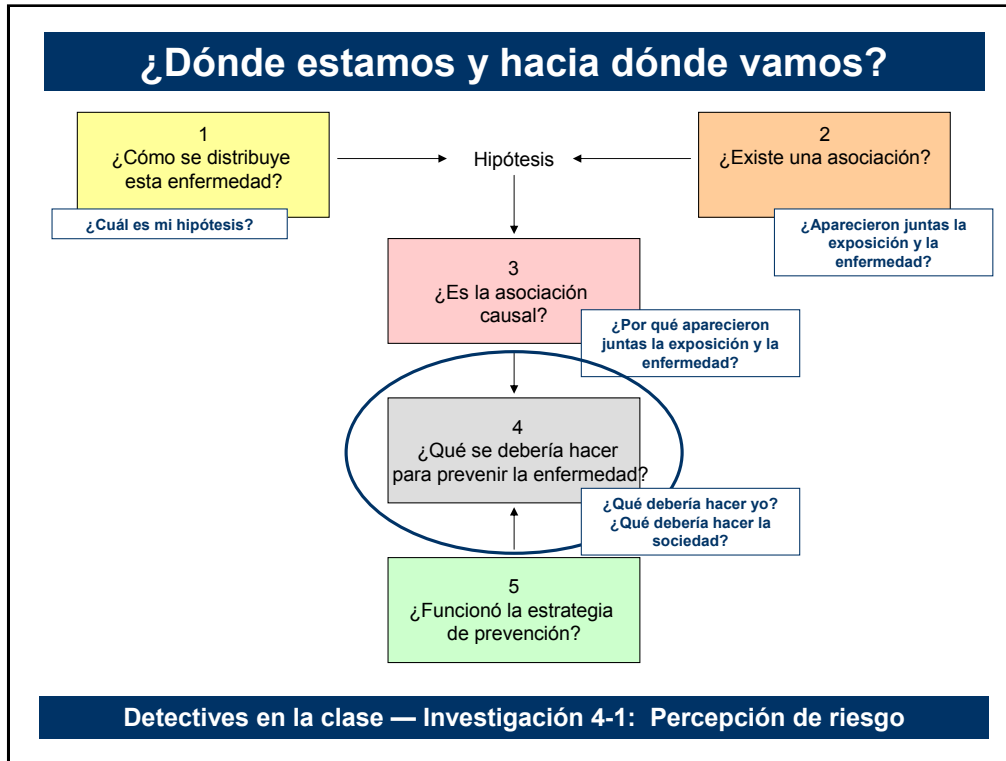 ¿Dónde estamos y hacia dónde vamos?
1
¿Cómo se distribuye
esta enfermedad?
¿Cuál es mi hipótesis?
Hipótesis
2
¿Existe una asociación?
¿Aparecieron juntas la
exposición y la
enfermedad?
3
¿Es la asociación
causal?
¿Por qué aparecieron
juntas la exposición y la
enfermedad?
4
¿Qué se debería hacer
para prevenir la enfermedad?
¿Qué debería hacer yo?
¿Qué debería hacer la
sociedad?
5
¿Funcionó la estrategia
de prevención?
Detectives en la clase — Investigación 4-1: Percepción de riesgo